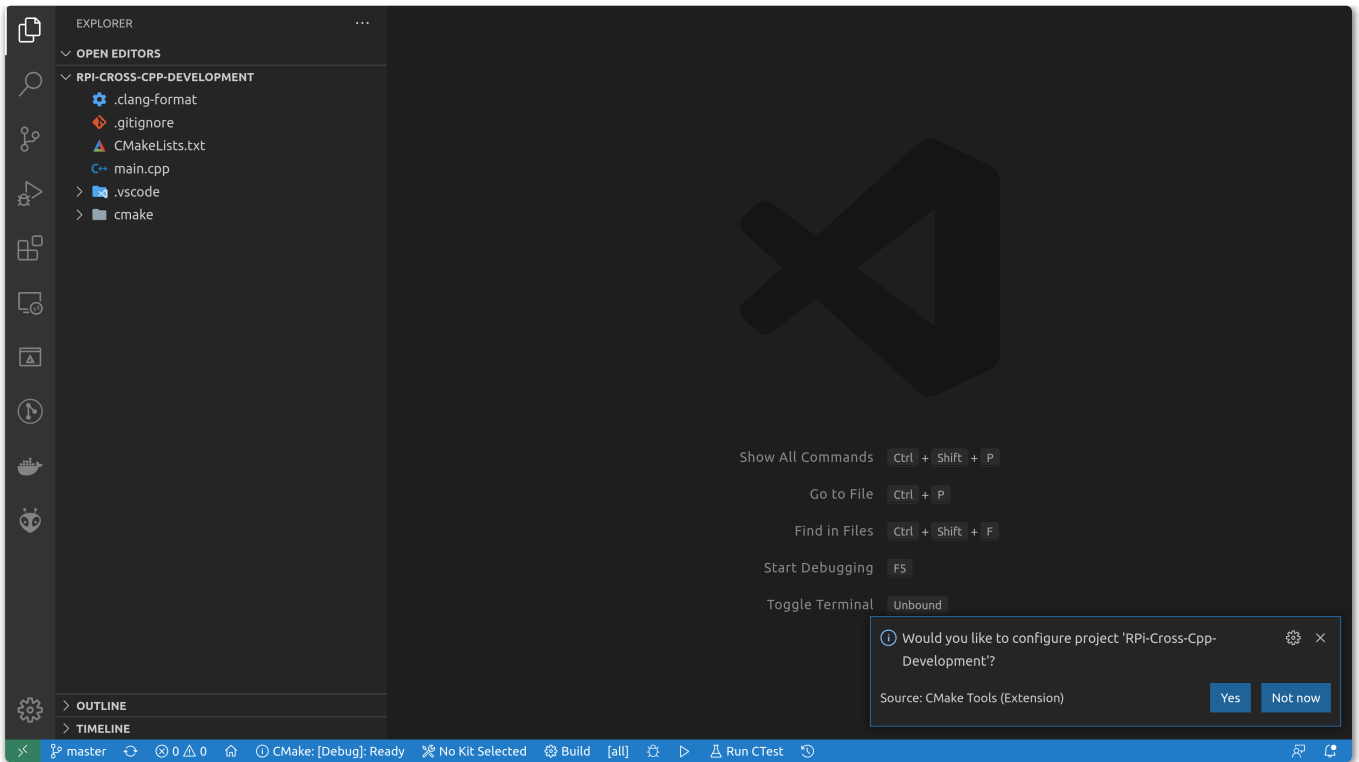 EXPLORER
OPEN EDITORS
RPI-CROSS-CPP-DEVELOPMENT
.clang-format
.gitignore
CMakeLists.txt
C++ main.cpp
.vscode
cmake
OUTLINE
TIMELINE
Show All Commands Ctrl + Shift + P
Go to File Ctrl + P
Find in Files Ctrl + Shift + F
Start Debugging F5
Toggle Terminal Unbound
Would you like to configure project 'RPi-Cross-Cpp-
Development'?
Source: CMake Tools (Extension) Yes Not now
master 0 0 CMake: [Debug]: Ready No Kit Selected Build [all] Run CTest